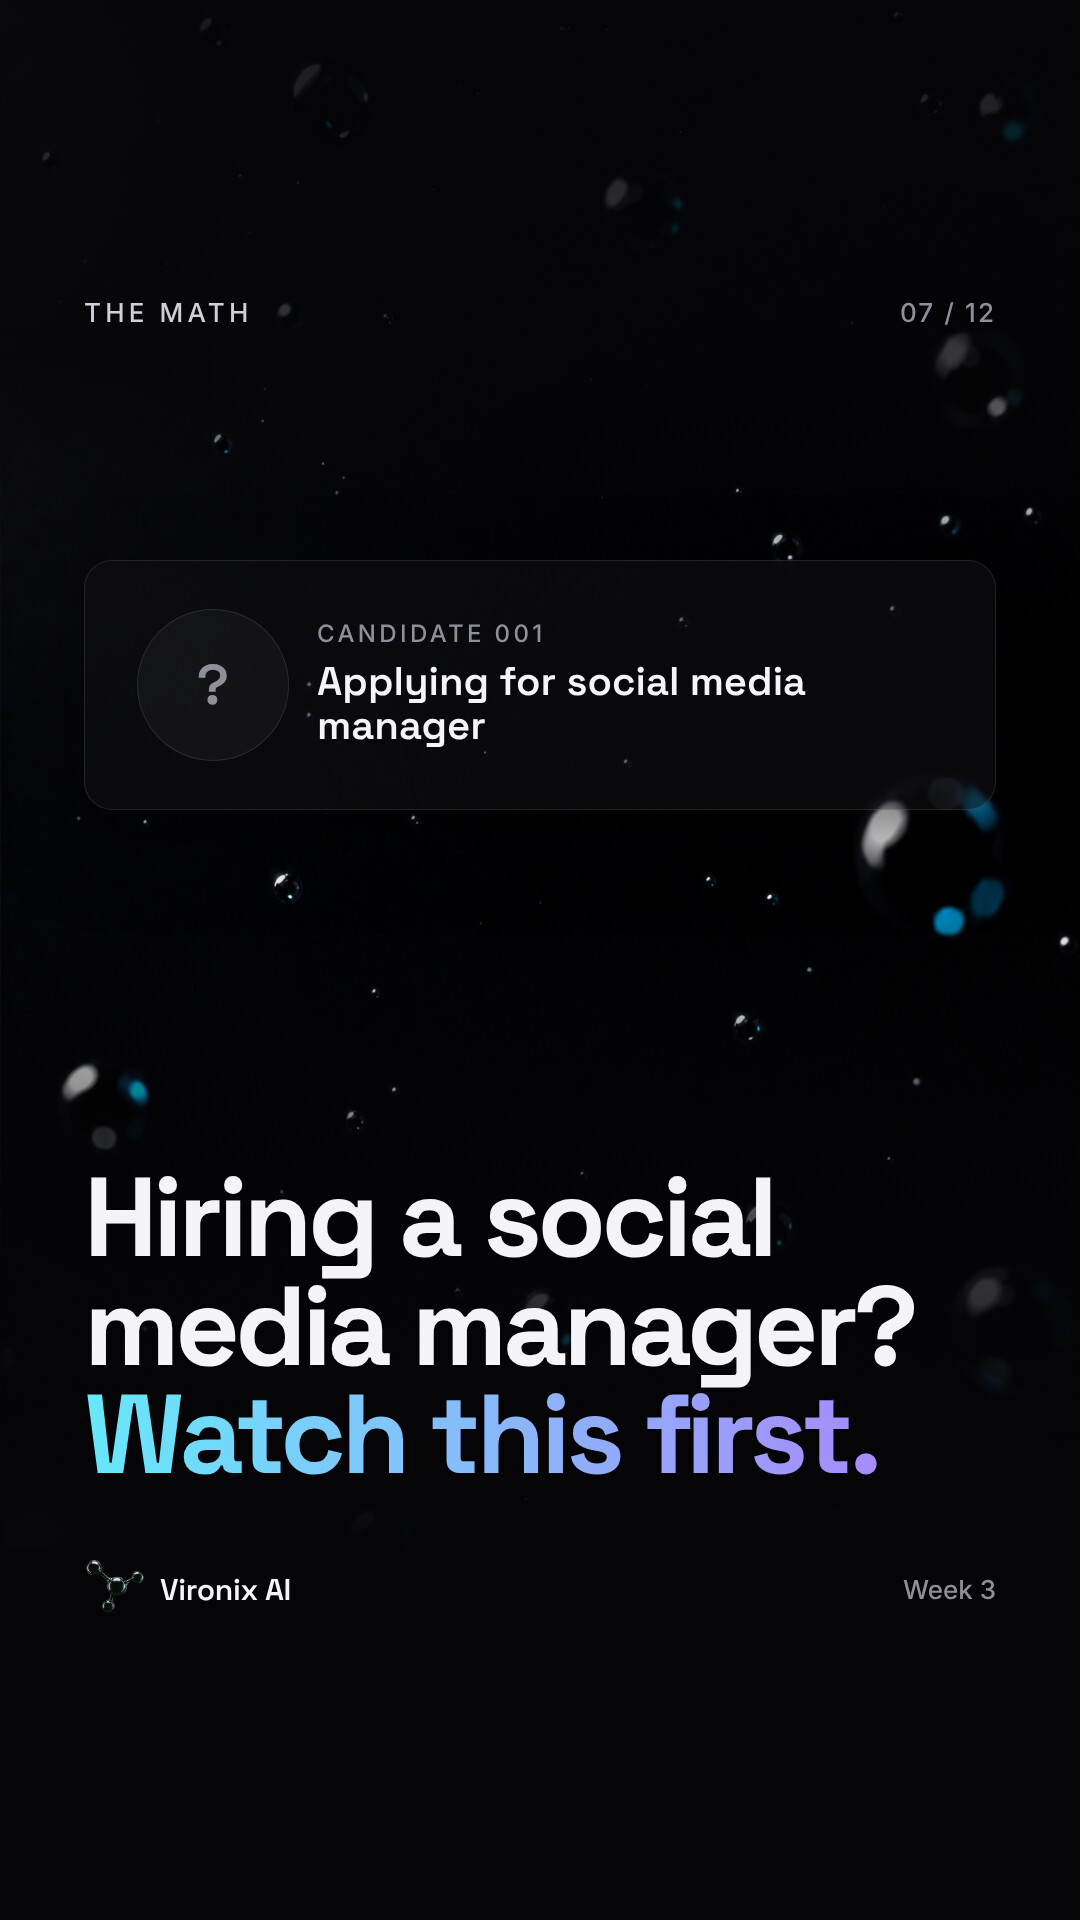 THE MATH
07 / 12
?
CANDIDATE 001
Applying for social media
manager
Hiring a social
media manager?
Watch this first.
Vironix AI
Week 3